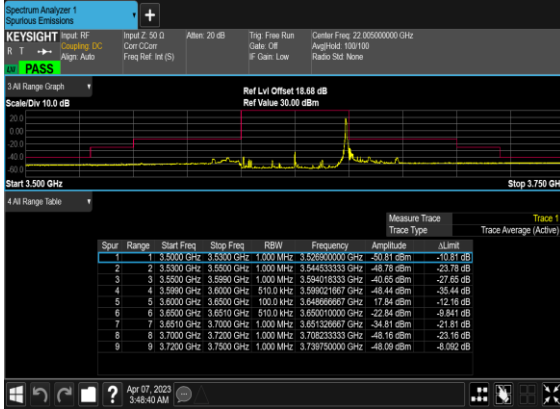 Spectrum Analyzer 1
Spurious Emissions
+
KEYSIGHT Input: RF Input Z: 50 Ω Atten: 20 dB Trig: Free Run Center Freq: 22.005000000 GHz
R T Coupling: DC Corr CCorr Gate: Off Avg|Hold: 100/100
Align: Auto Freq Ref: Int (S) IF Gain: Low Radio Std: None
PASS
3 All Range Graph
Ref Lvl Offset 18.68 dB
Scale/Div 10.0 dB Ref Value 30.00 dBm
20.0
0.00
-20.0
-40.0
-60.0
Start 3.500 GHz Stop 3.750 GH
4 All Range Table
Measure Trace Trace 1
Trace Type Trace Average (Active)
Spur Range Start Freq Stop Freq RBW Frequency Amplitude ΔLimit
1 1 3.5000 GHz 3.5300 GHz 1.000 MHz 3.526900000 GHz -50.81 dBm -10.81 dB
2 2 3.5300 GHz 3.5500 GHz 1.000 MHz 3.544533333 GHz -48.78 dBm -23.78 dB
3 3 3.5500 GHz 3.5990 GHz 1.000 MHz 3.594018333 GHz -40.65 dBm -27.65 dB
4 4 3.5990 GHz 3.6000 GHz 510.0 kHz 3.599021667 GHz -48.44 dBm -35.44 dB
5 5 3.6000 GHz 3.6500 GHz 100.0 kHz 3.648666667 GHz 17.84 dBm -12.16 dB
6 6 3.6500 GHz 3.6510 GHz 510.0 kHz 3.650010000 GHz -22.84 dBm -9.841 dB
7 7 3.6510 GHz 3.7000 GHz 1.000 MHz 3.651326667 GHz -34.81 dBm -21.81 dB
8 8 3.7000 GHz 3.7200 GHz 1.000 MHz 3.708233333 GHz -48.16 dBm -23.16 dB
9 9 3.7200 GHz 3.7500 GHz 1.000 MHz 3.739750000 GHz -48.09 dBm -8.092 dB
? Apr 07, 2023
3:48:40 AM